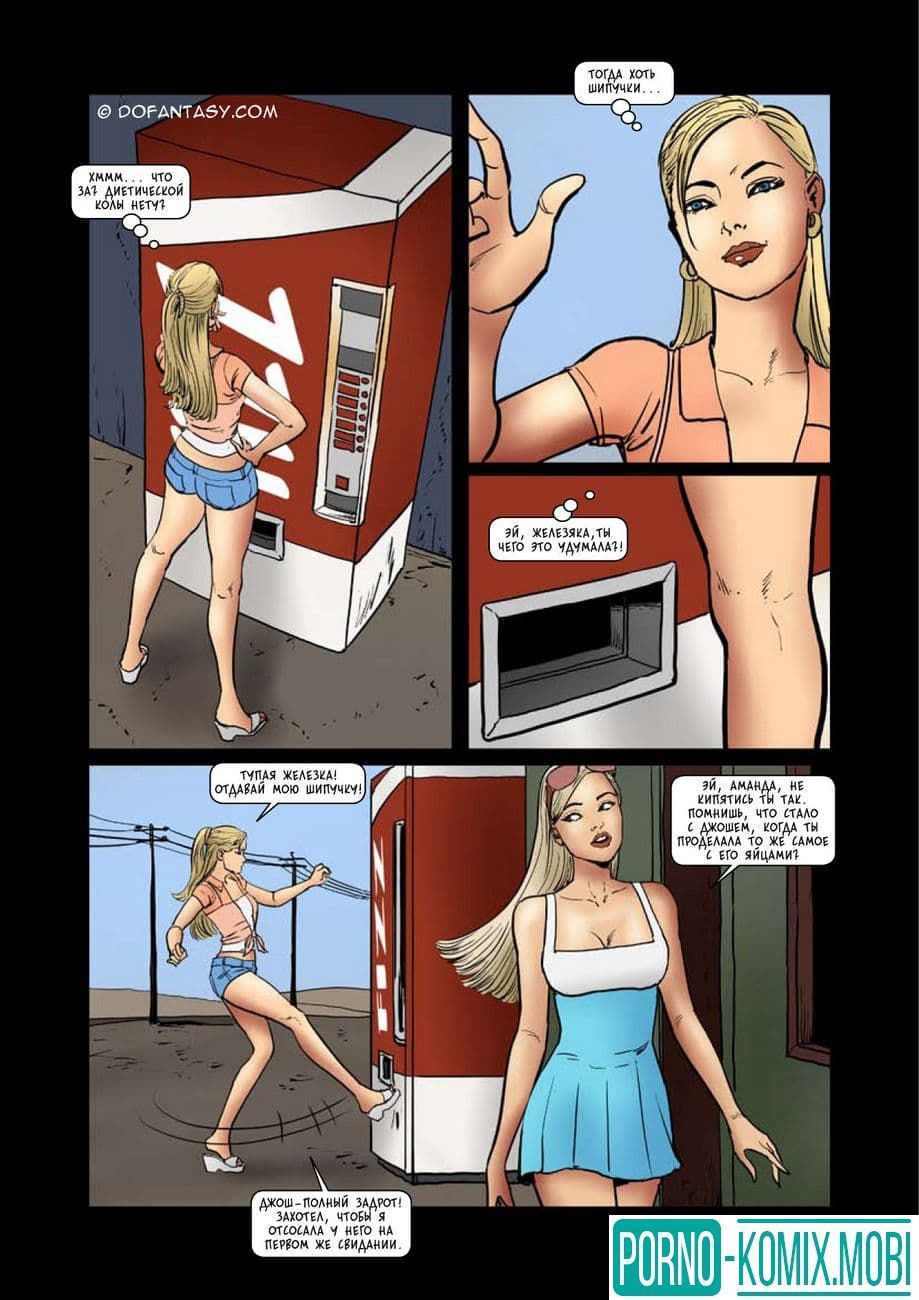 © DOFANTASY.COM
ХМММ... ЧТО
ЗА? ДИЕТИЧЕСКОЙ
КОЛЫ НЕТУ?
ТОГДА ХОТЬ
ШИПУЧКИ...
ЭЙ, ЖЕЛЕЗЯКА,ТЫ
ЧЕГО ЭТО УДУМАЛА?!
ТУПАЯ ЖЕЛЕЗКА!
ОТДАВАЙ МОЮ ШИПУЧКУ!
ЭЙ, АМАНДА, НЕ
КИПЯТИСЬ ТЫ ТАК.
ПОМНИШЬ, ЧТО СТАЛО
С ДЖОШЕМ, КОГДА ТЫ
ПРОДЕЛАЛА ТО ЖЕ САМОЕ
С ЕГО ЯЙЦАМИ?
ДЖОШ-ПОЛНЫЙ ЗАДРОТ!
ЗАХОТЕЛ, ЧТОБЫ Я
ОТСОСАЛА У НЕГО НА
ПЕРВОМ ЖЕ СВИДАНИИ.
PORNO-KOMIX.MOBI